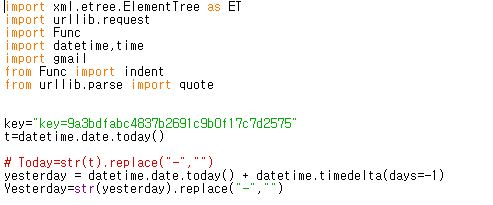 import xml.etree.ElementTree as ET
import urllib.request
import Func
import datetime,time
import gmail
from Func import indent
from urllib.parse import quote
key="key=9a3bdfabc4837b2691c9b0f17c7d2575"
t=datetime.date.today()
# Today=str(t).replace("-","")
yesterday = datetime.date.today() + datetime.timedelta(days=-1)
Yesterday=str(yesterday).replace("-","")